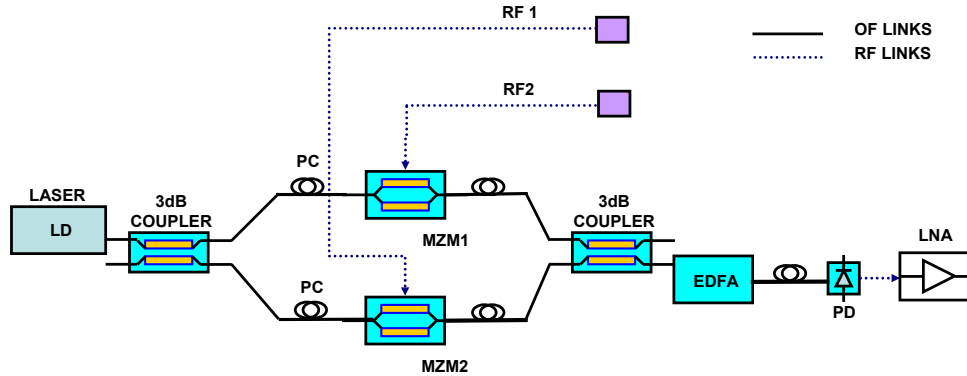 RF 1
OF LINKS
RF LINKS
RF2
PC
LASER
LD
3dB
COUPLER
MZM1
3dB
COUPLER
LNA
EDFA
PC
PD
MZM2